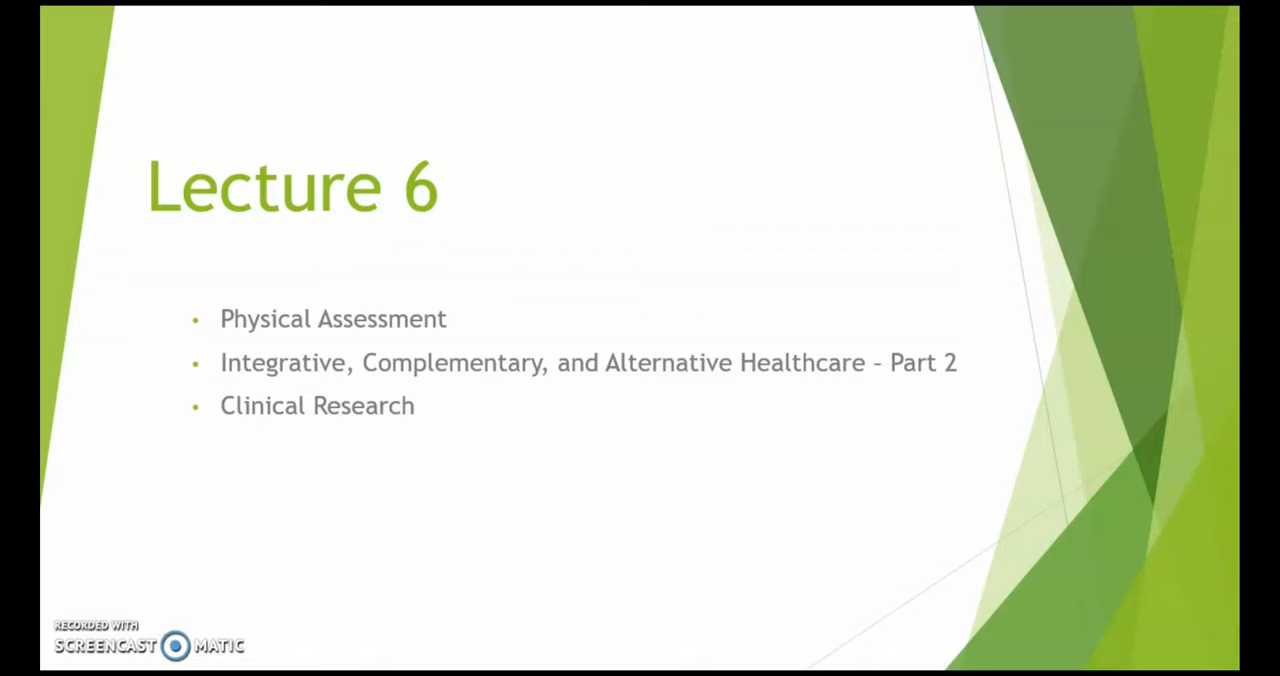 Lecture 6
• Physical Assessment
• Integrative, Complementary, and Alternative Healthcare – Part 2
• Clinical Research
RECORDED WITH
SCREENCAST MATIC